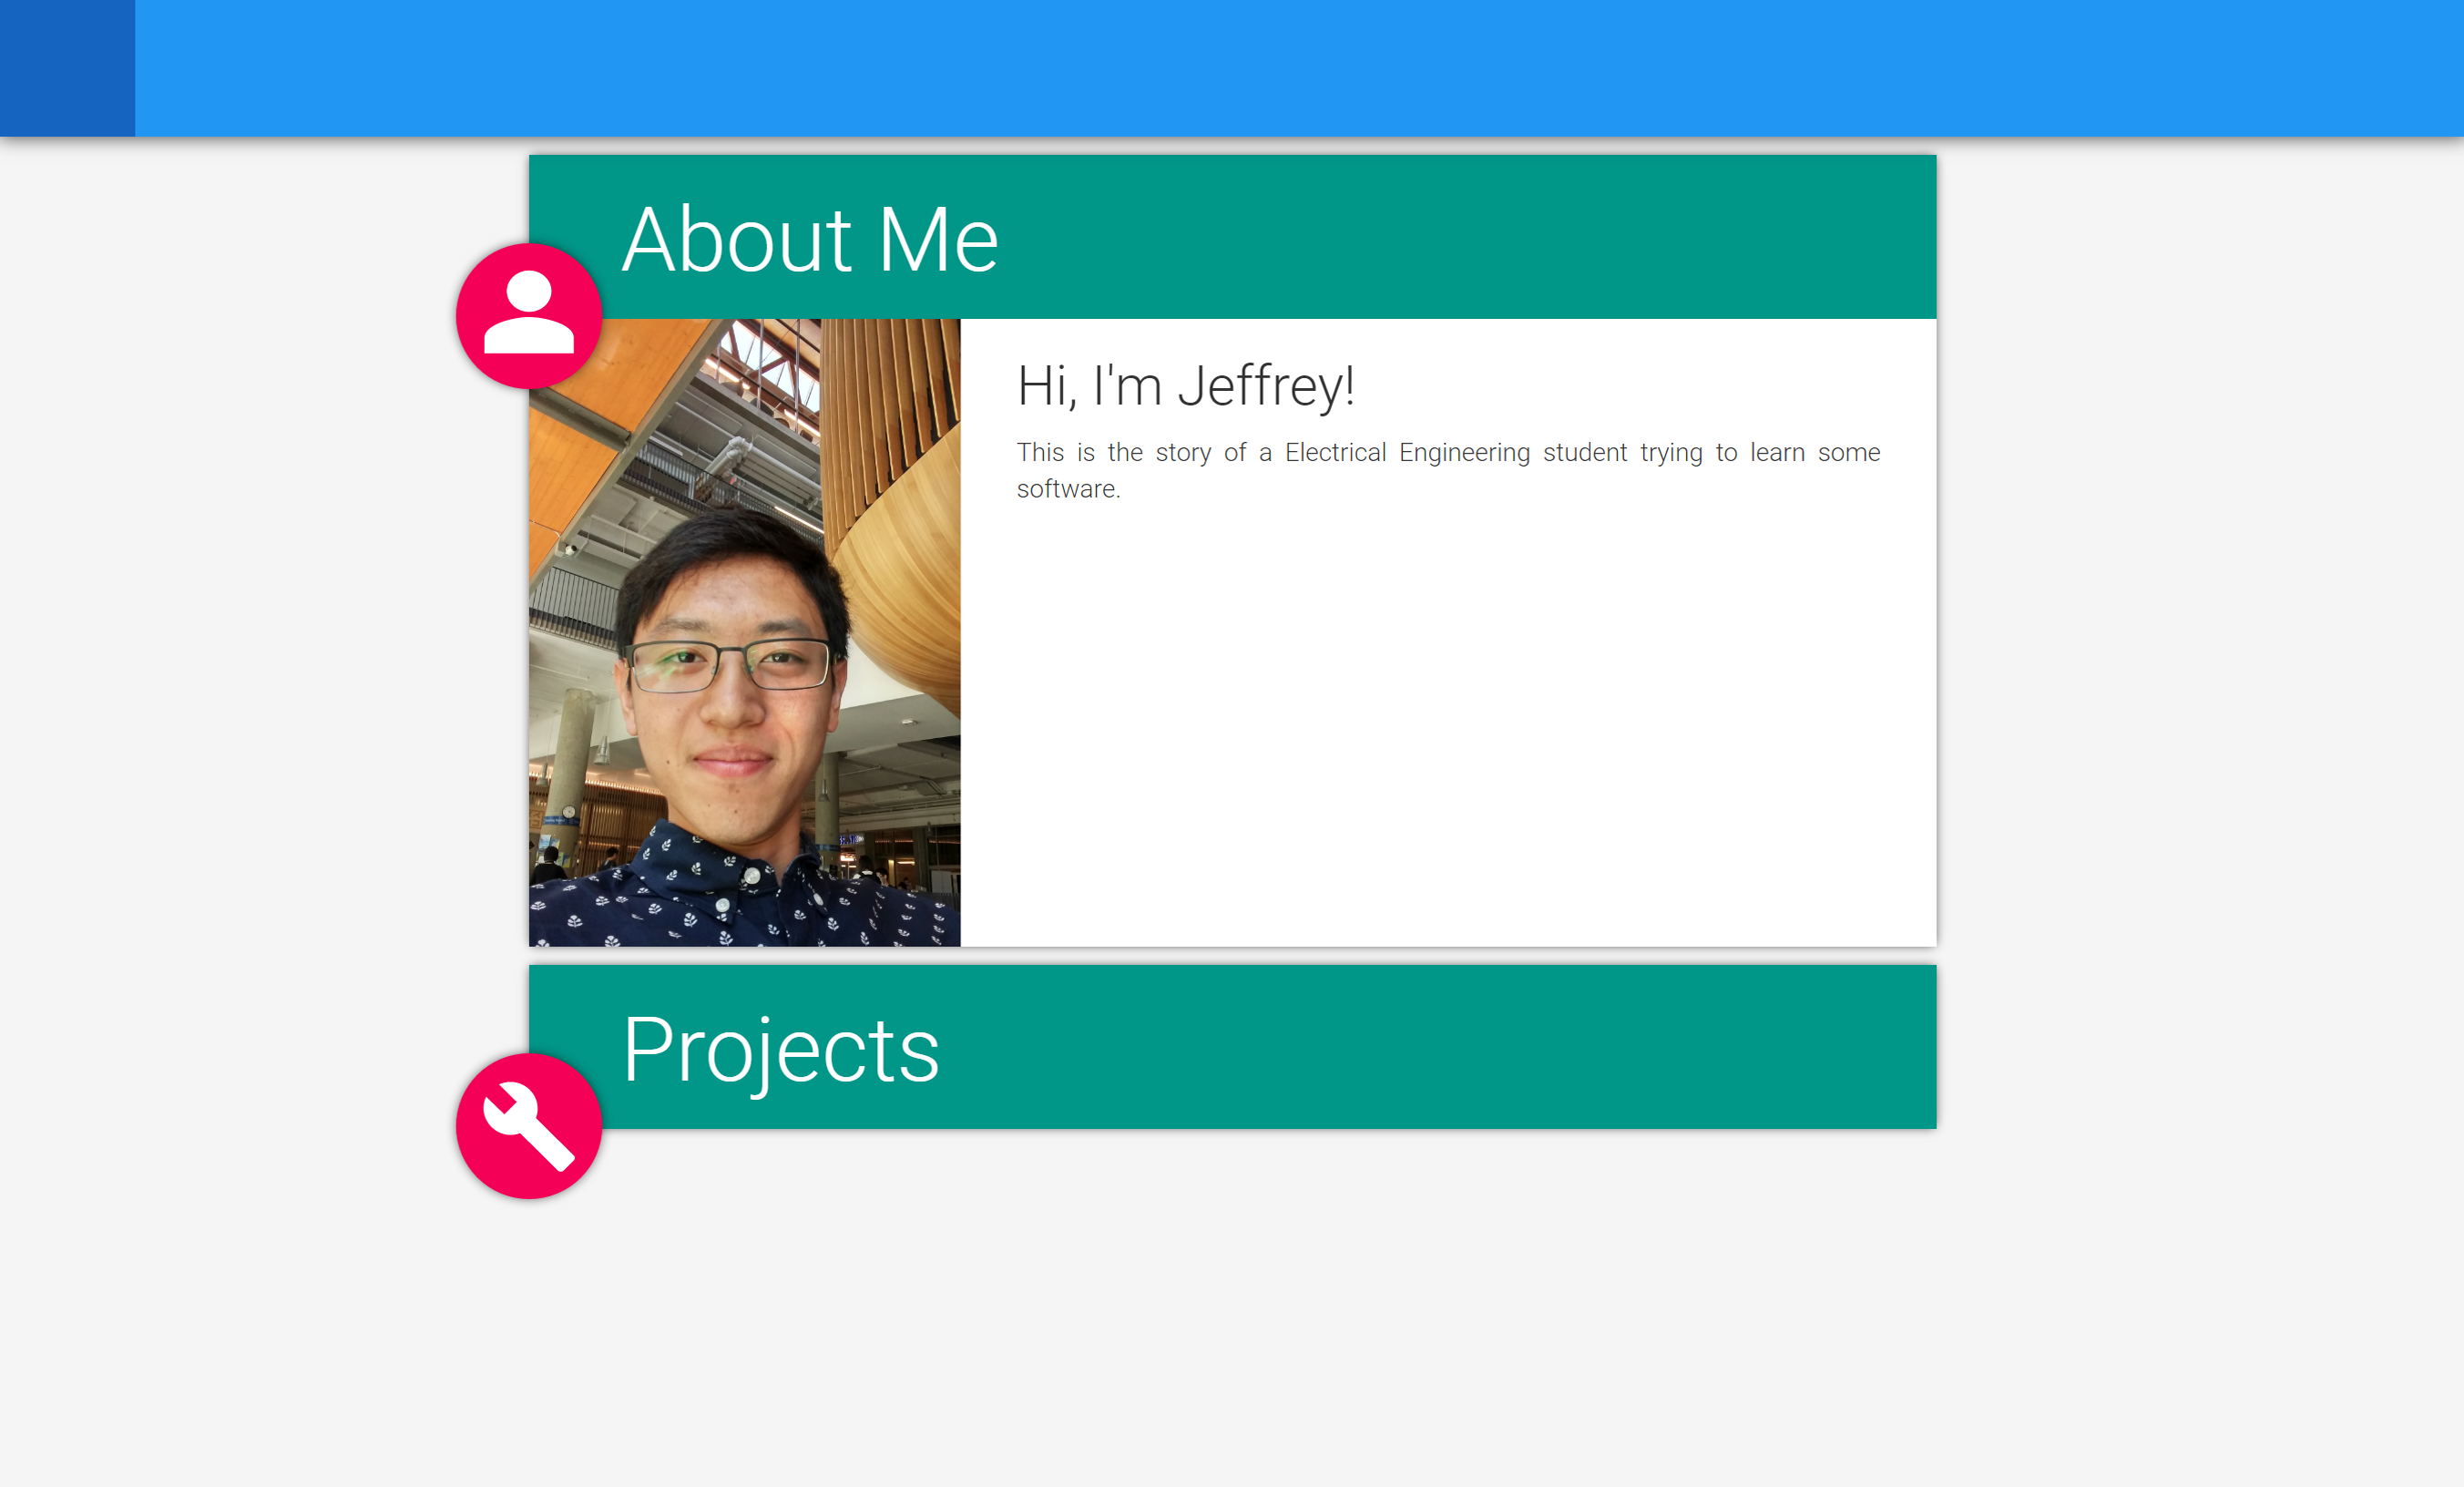 About Me
Hi, I'm Jeffrey!
This is the story of a Electrical Engineering student trying to learn some
software.
Projects